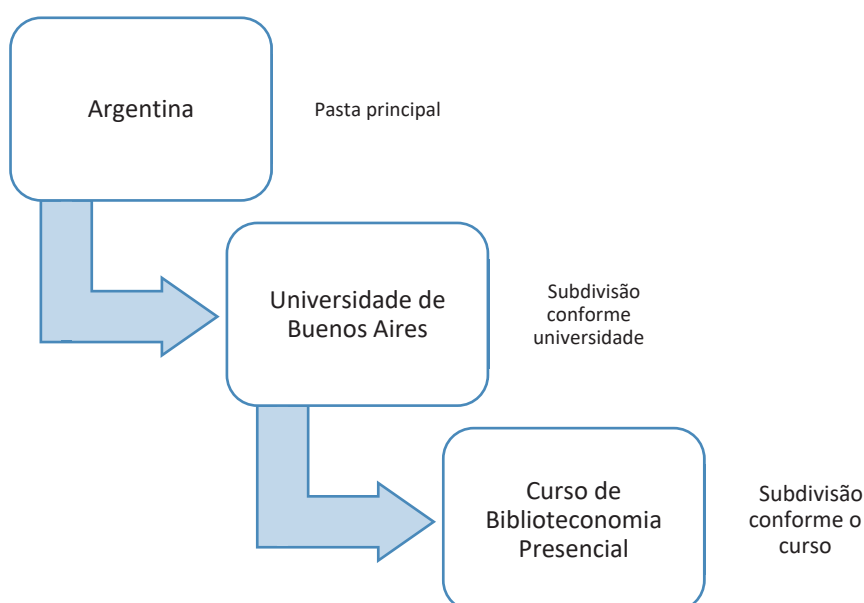 Argentina
Pasta principal
Universidade de
Buenos Aires
Subdivisão
conforme
universidade
Curso de
Biblioteconomia
Presencial
Subdivisão
conforme o
curso